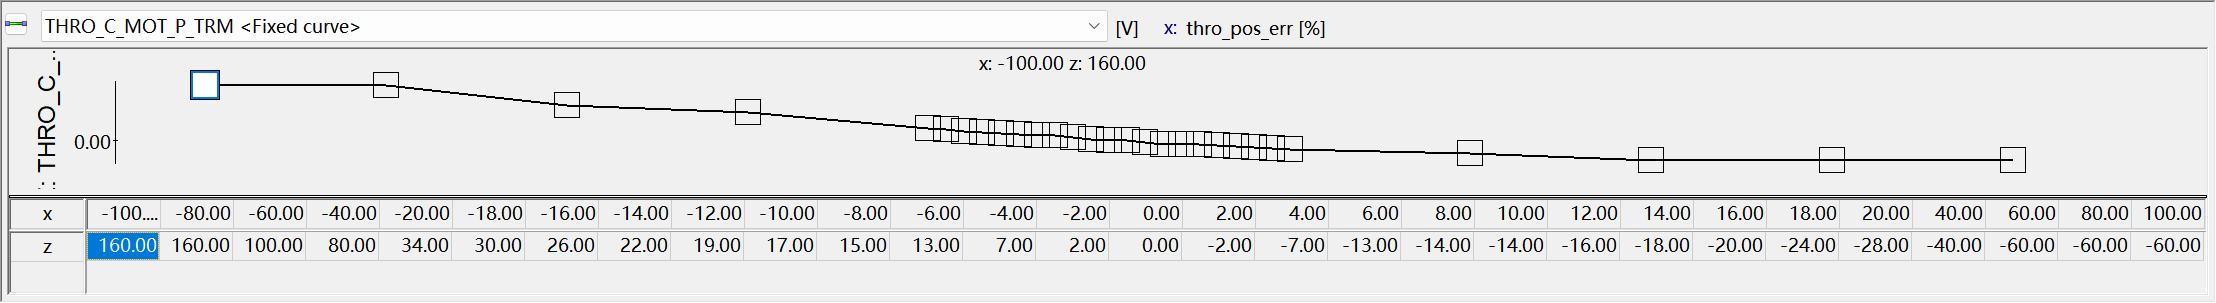 THRO_C_MOT_P_TRM <Fixed curve> [V] x: thro_pos_err [%]
x: -100.00 z: 160.00
.: THRO_C_.:
0.00
x -100.... -80.00 -60.00 -40.00 -20.00 -18.00 -16.00 -14.00 -12.00 -10.00 -8.00 -6.00 -4.00 -2.00 0.00 2.00 4.00 6.00 8.00 10.00 12.00 14.00 16.00 18.00 20.00 40.00 60.00 80.00 100.00
z 160.00 160.00 100.00 80.00 34.00 30.00 26.00 22.00 19.00 17.00 15.00 13.00 7.00 2.00 0.00 -2.00 -7.00 -13.00 -14.00 -14.00 -16.00 -18.00 -20.00 -24.00 -28.00 -40.00 -60.00 -60.00 -60.00